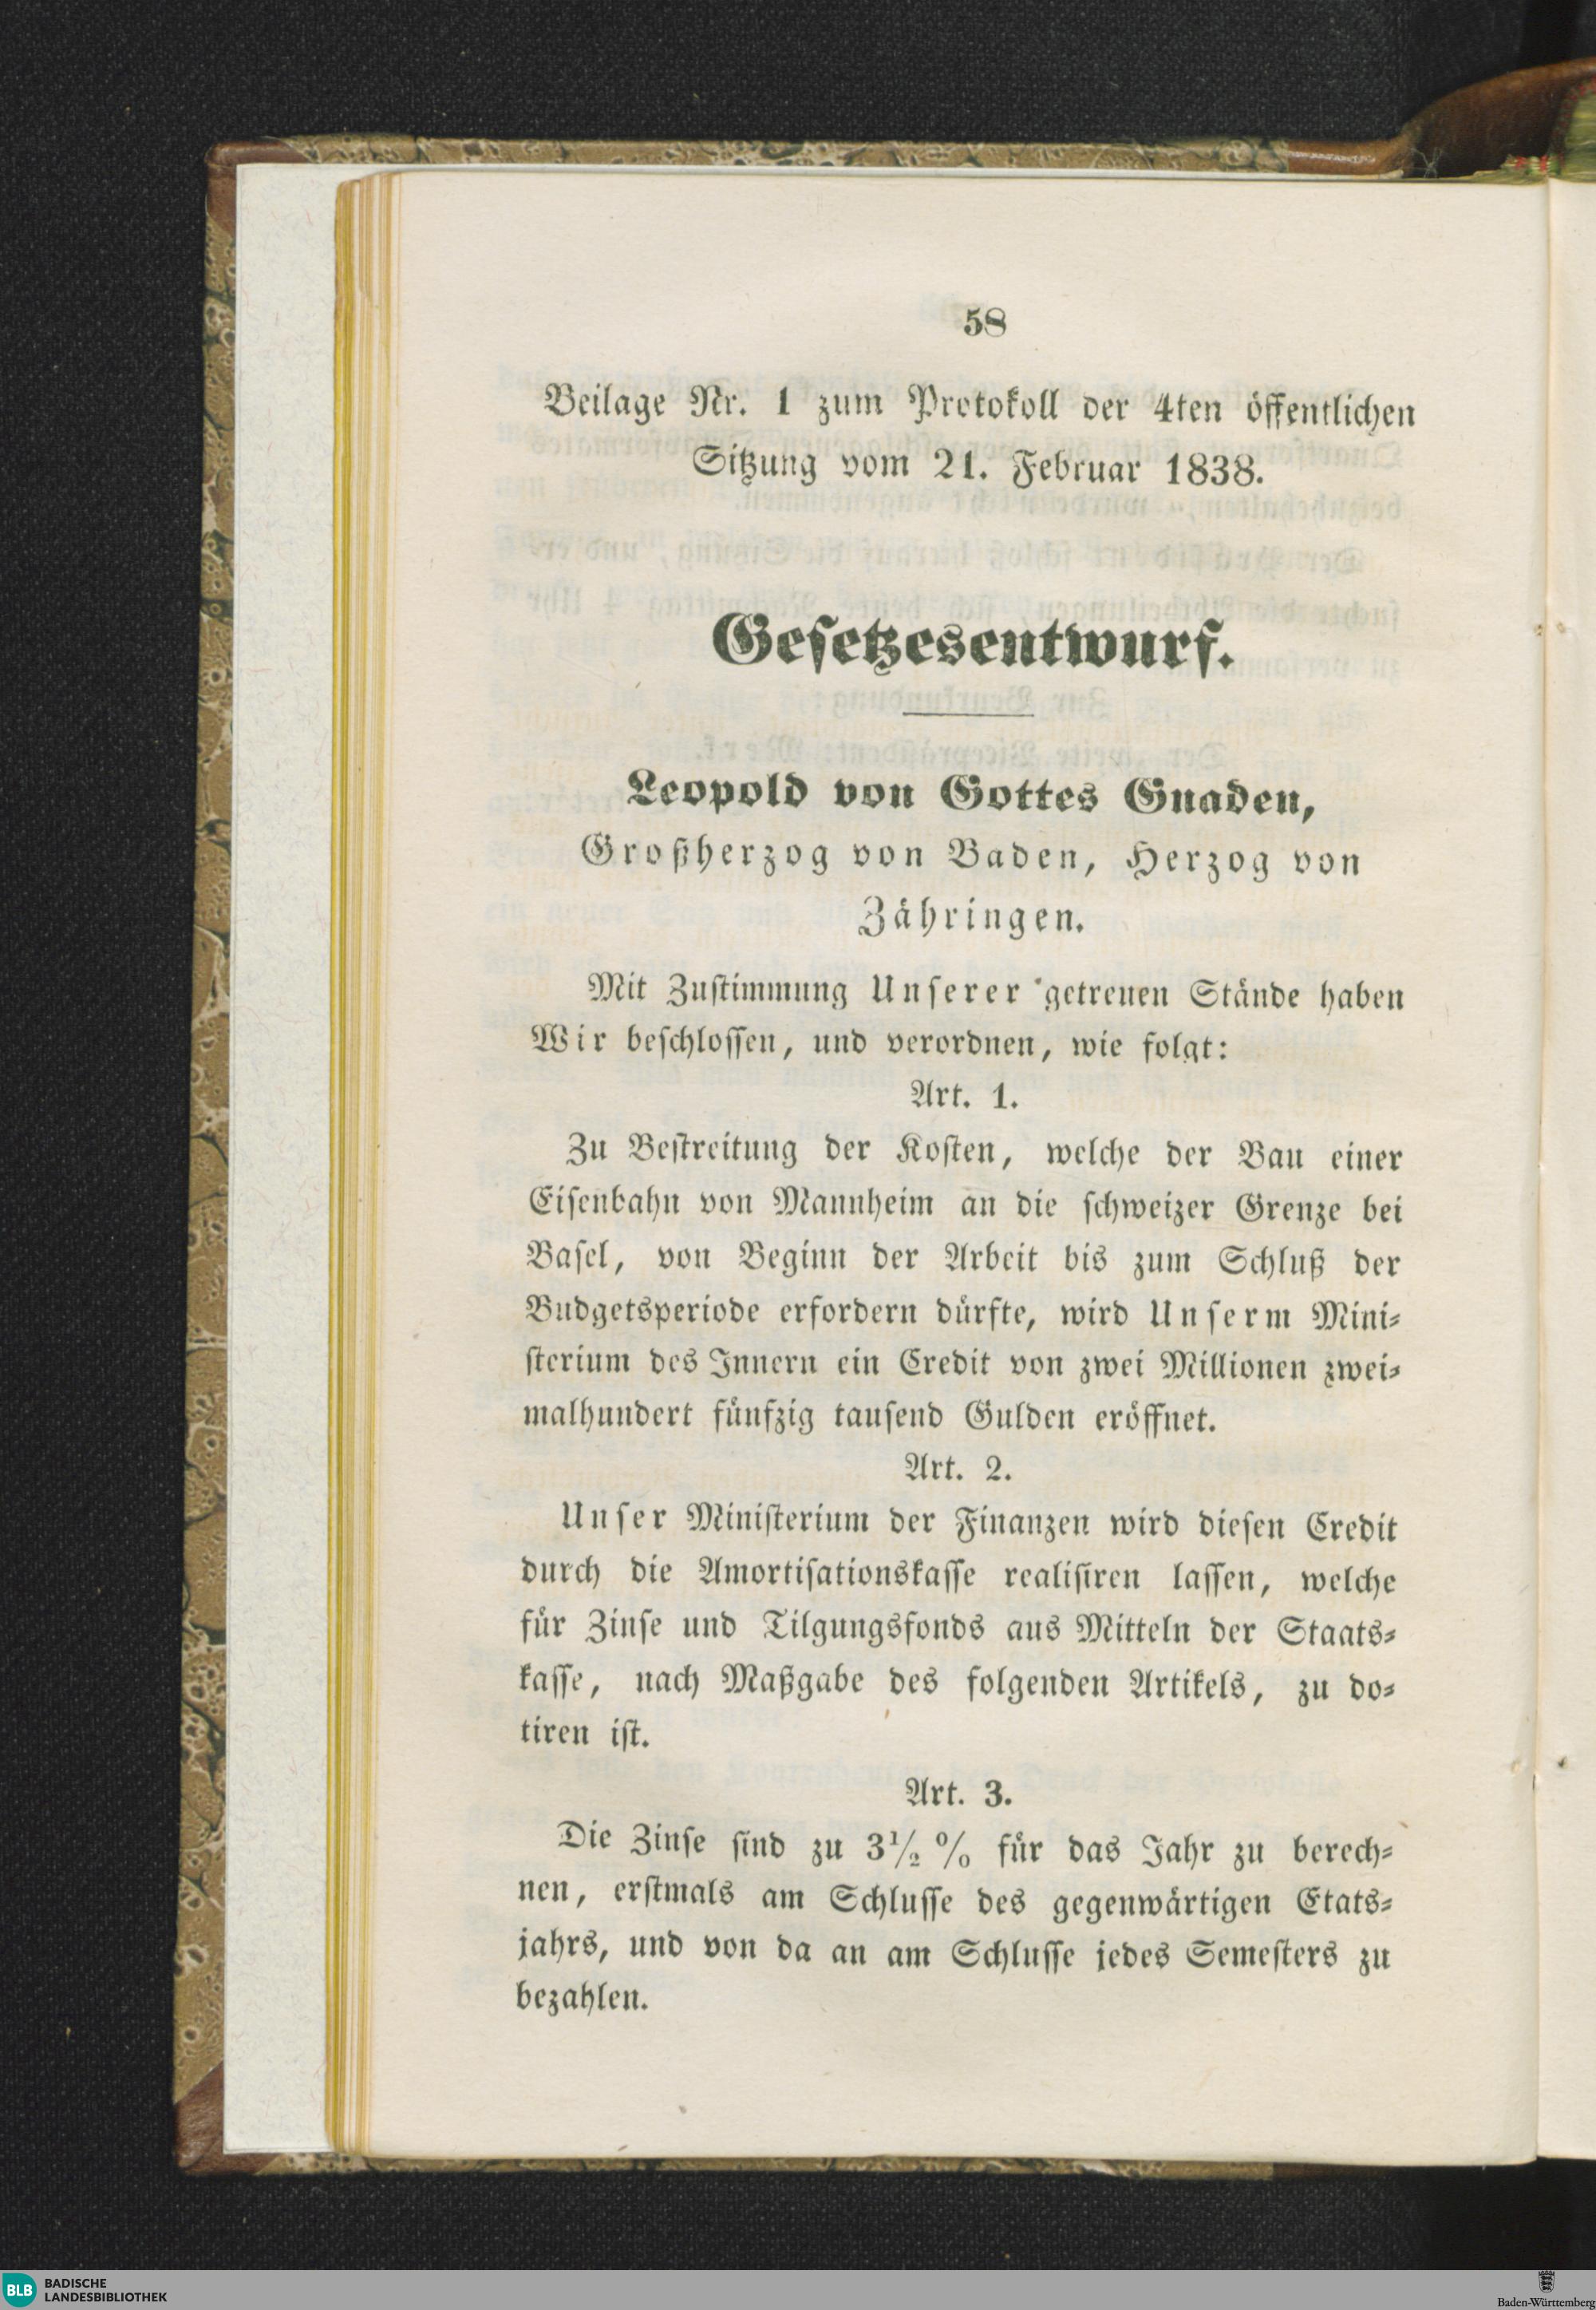 58
Beilage Nr. 1 zum Protokoll der 4ten öffentlichen
Sitzung vom 21. Februar 1838.
Gesetzesentwurf.
Leopold von Gottes Gnaden,
Großherzog von Baden, Herzog von
Zähringen.
Mit Zustimmung Unserer getreuen Stände haben
Wir beschlossen, und verordnen, wie folgt:
Art. 1.
Zu Bestreitung der Kosten, welche der Bau einer
Eisenbahn von Mannheim an die schweizer Grenze bei
Basel, von Beginn der Arbeit bis zum Schluß der
Budgetsperiode erfordern dürfte, wird Unserm Mini-
sterium des Innern ein Credit von zwei Millionen zwei-
malhundert fünfzig tausend Gulden eröffnet.
Art. 2.
Unser Ministerium der Finanzen wird diesen Credit
durch die Amortisationskasse realisiren lassen, welche
für Zinse und Tilgungsfonds aus Mitteln der Staats-
kasse, nach Maßgabe des folgenden Artikels, zu do-
tiren ist.
Art. 3.
Die Zinse sind zu 3½ % für das Jahr zu berech-
nen, erstmals am Schlusse des gegenwärtigen Etats-
jahrs, und von da an am Schlusse jedes Semesters zu
bezahlen.
BLB BADISCHE
LANDESBIBLIOTHEK
Baden-Württemberg